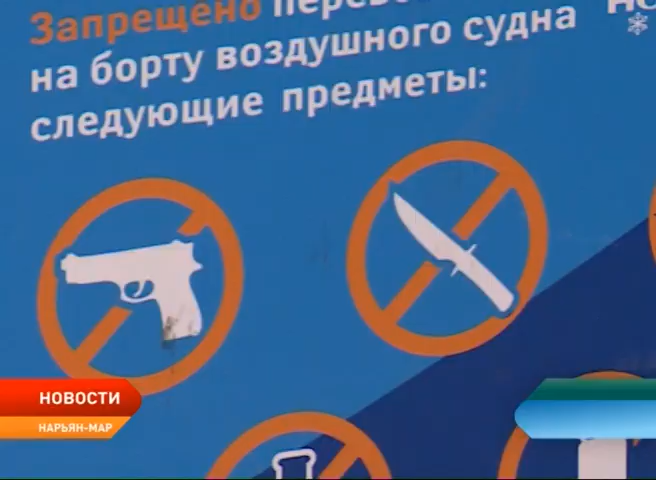 Запрещено
на борту воздушного судна
следующие предметы:
НОВОСТИ
НАРЬЯН-МАР